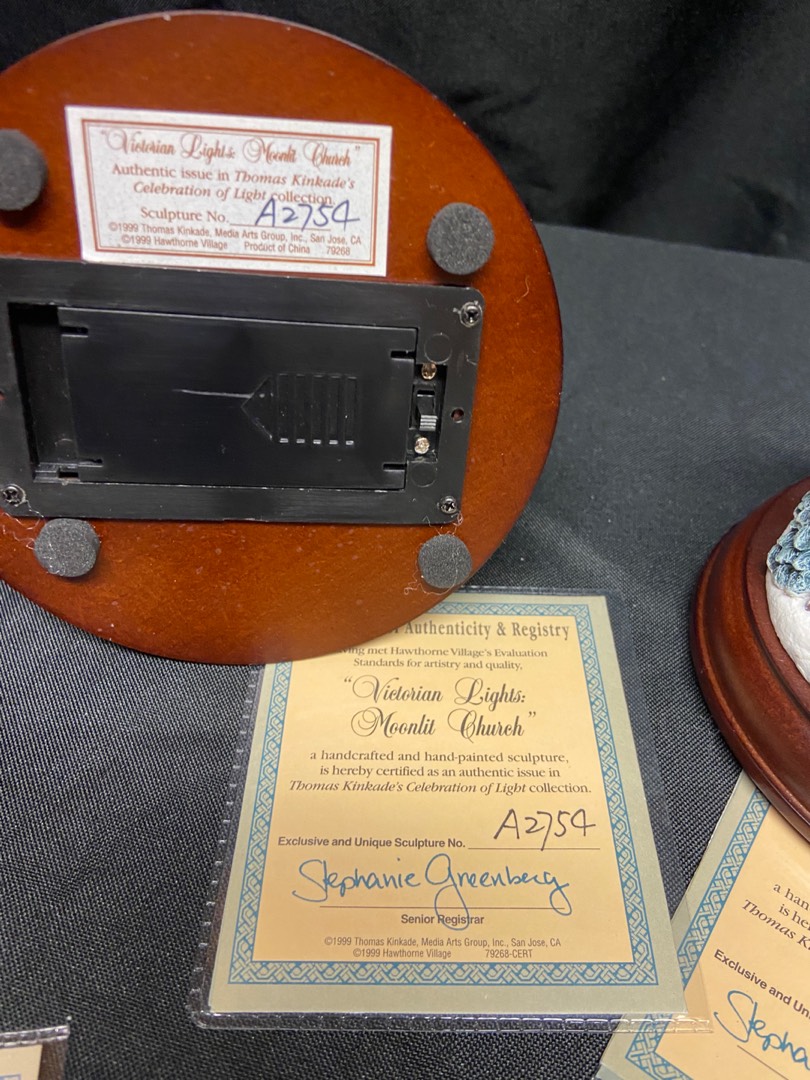 "Victorian Lights: Moonlit Church"
Authentic issue in Thomas Kinkade's
Celebration of Light collection.
Sculpture No. A2754
©1999 Thomas Kinkade, Media Arts Group, Inc., San Jose, CA
©1999 Hawthorne Village Product of China 79268
Authenticity & Registry
met Hawthorne Village's Evaluation
Standards for artistry and quality,
"Victorian Lights:
Moonlit Church"
a handcrafted and hand-painted sculpture,
is hereby certified as an authentic issue in
Thomas Kinkade's Celebration of Light collection.
Exclusive and Unique Sculpture No. A2754
Stephanie Greenberg
Senior Registrar
©1999 Thomas Kinkade, Media Arts Group, Inc., San Jose, CA
©1999 Hawthorne Village 79268-CERT
a han
is he
Thomas K
Exclusive and Un
Stepha